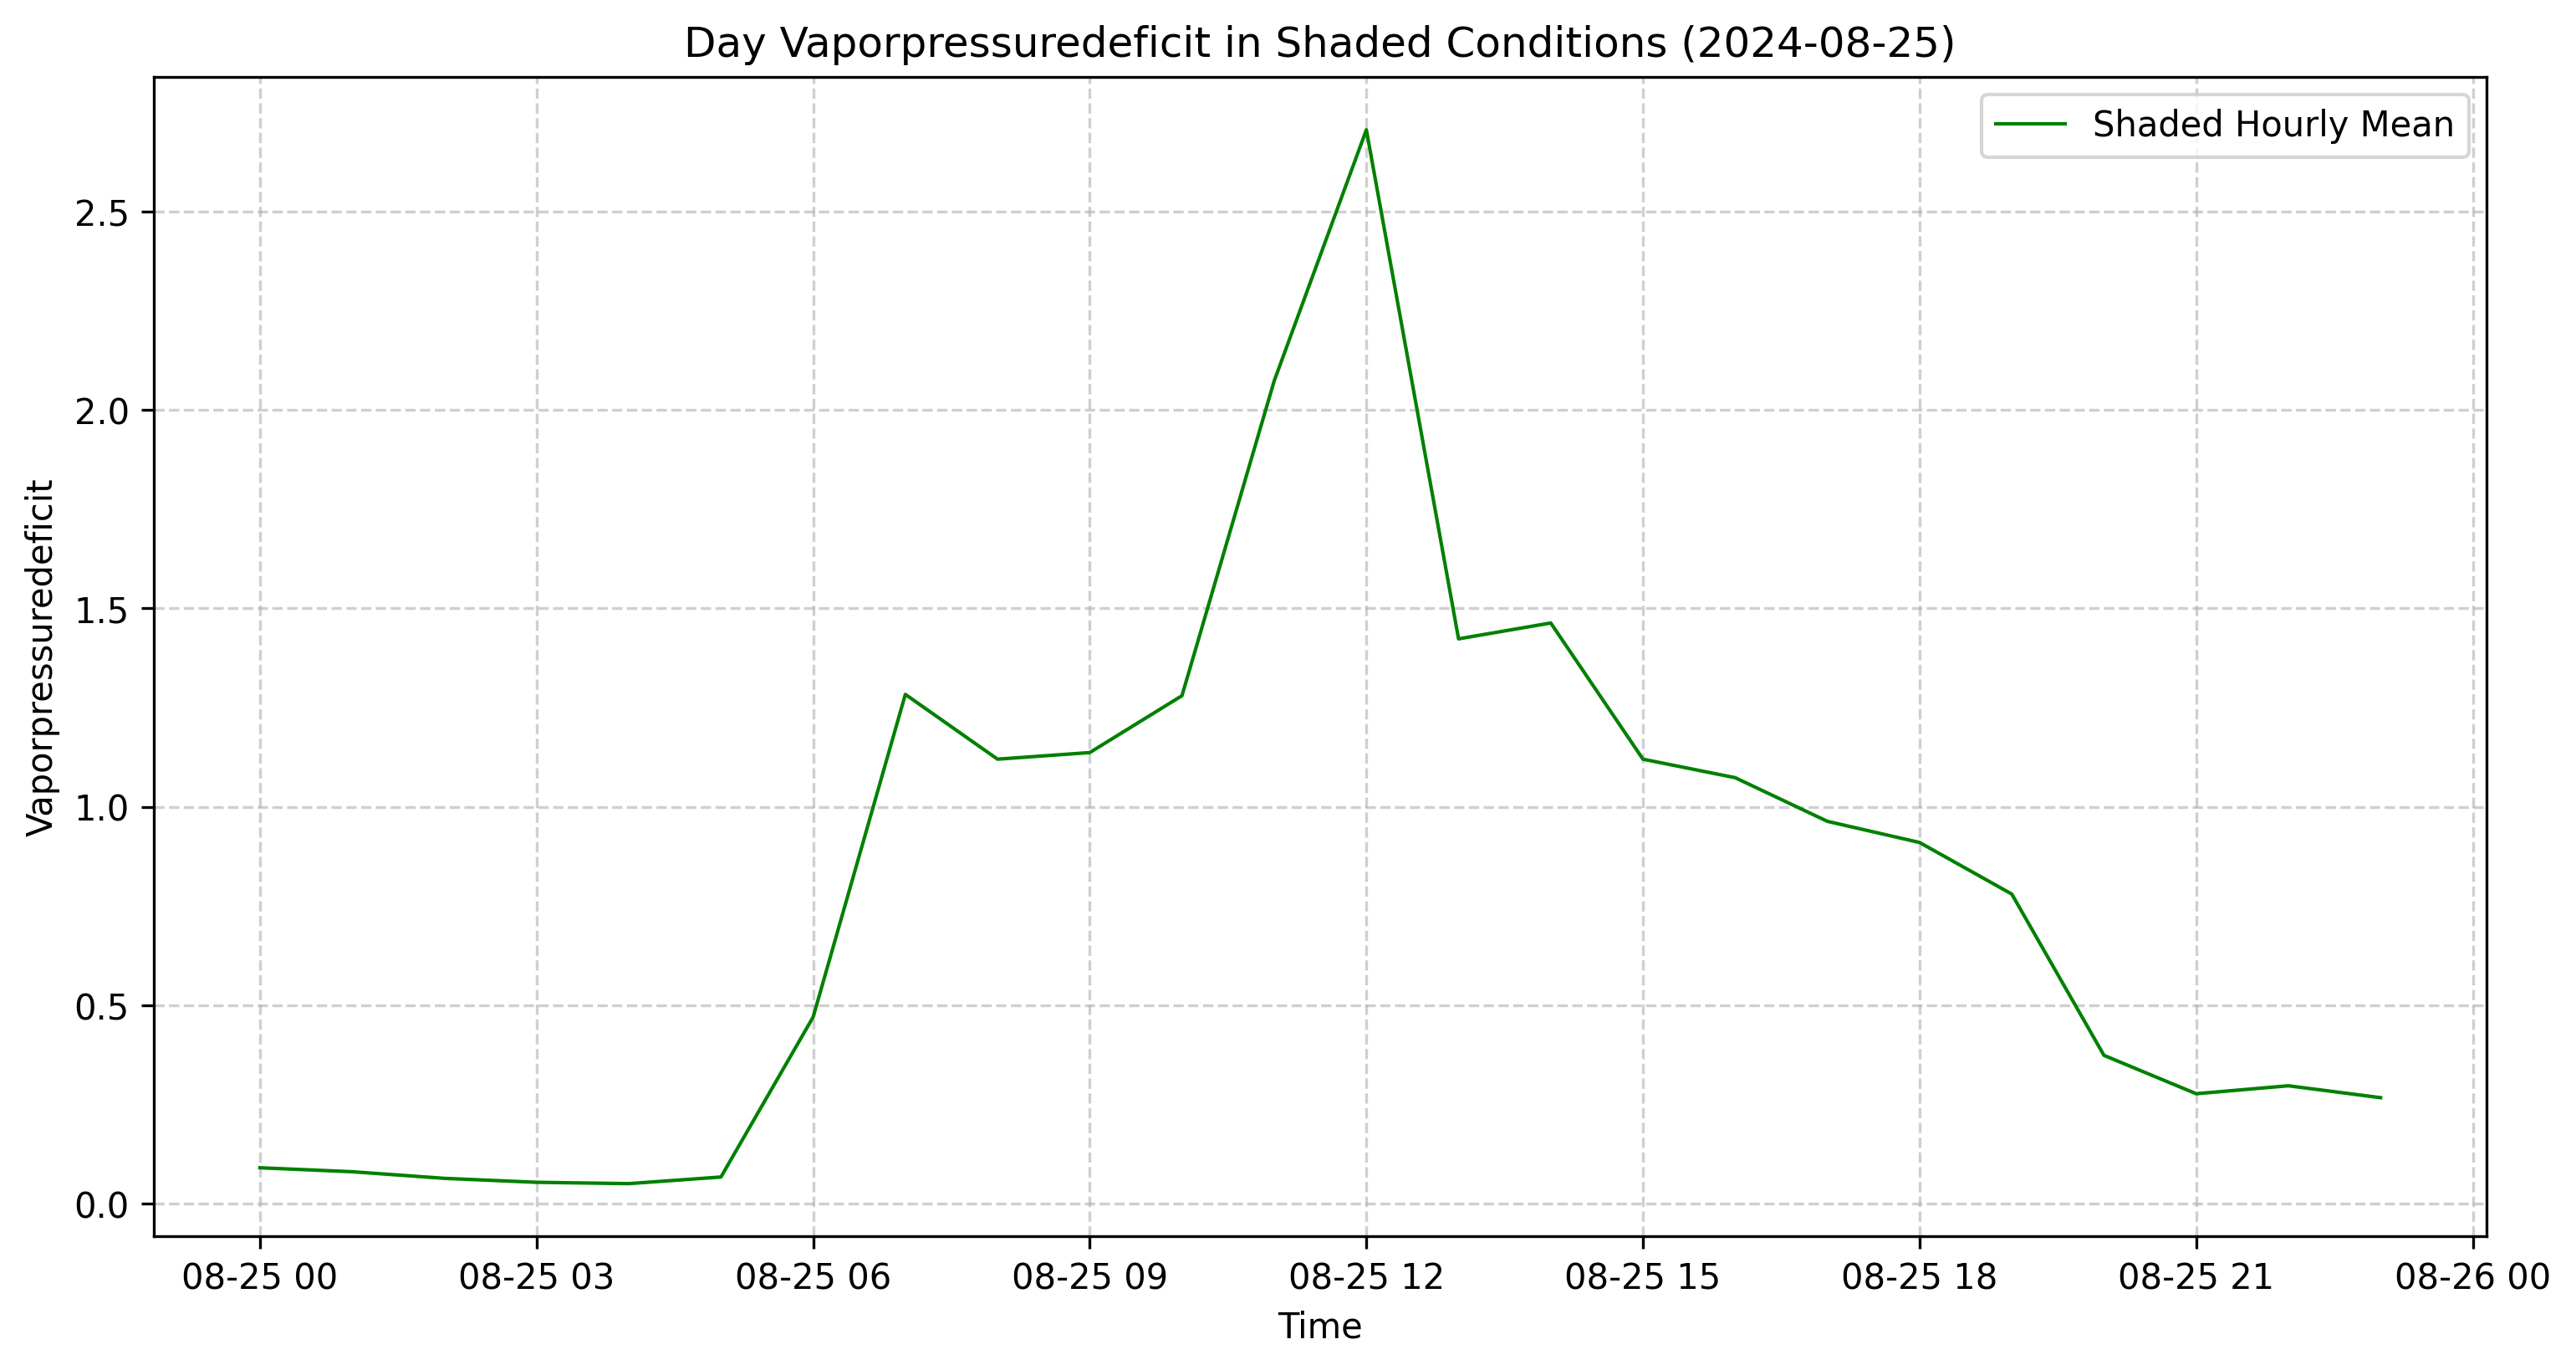 Day Vaporpressuredeficit in Shaded Conditions (2024-08-25)
Shaded Hourly Mean
Vaporpressuredeficit
2.5
2.0
1.5
1.0
0.5
0.0
08-25 00 08-25 03 08-25 06 08-25 09 08-25 12 08-25 15 08-25 18 08-25 21 08-26 00
Time